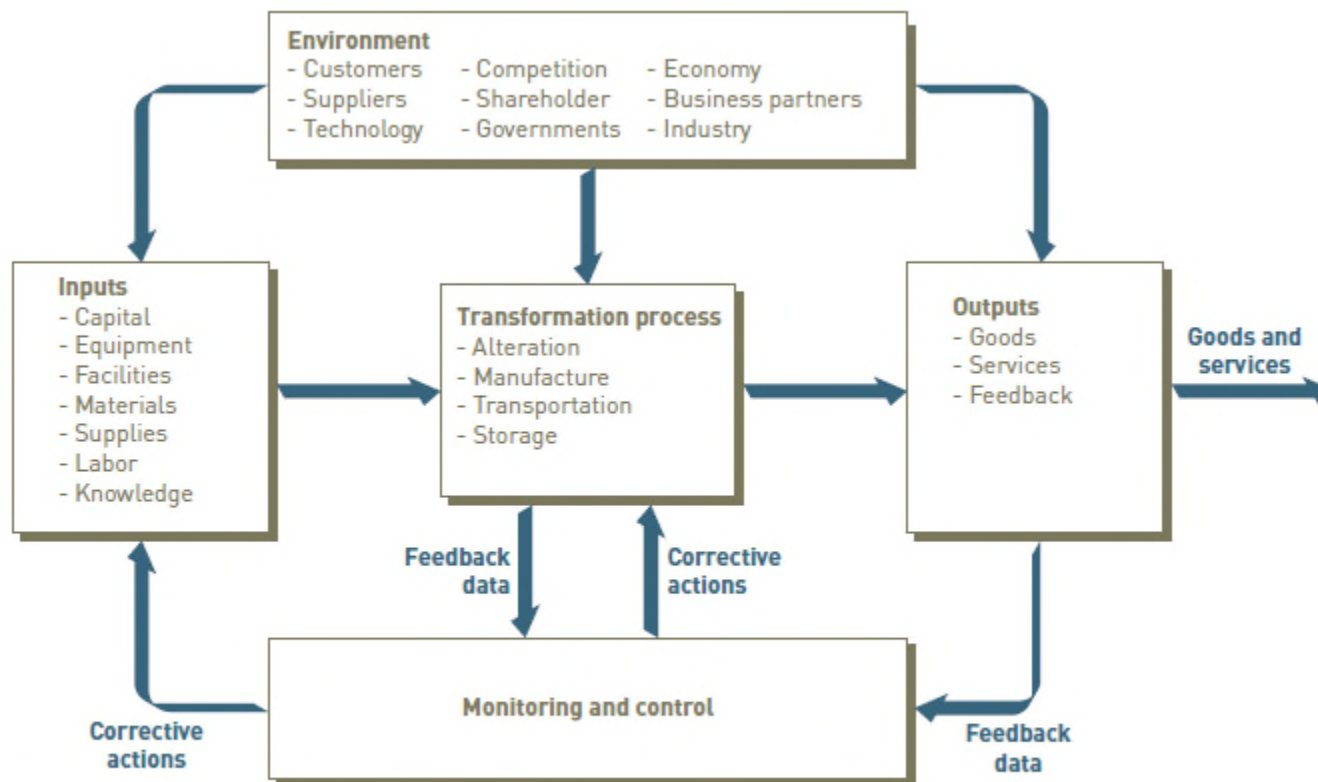 Environment
- Customers - Competition - Economy
- Suppliers - Shareholder - Business partners
- Technology - Governments - Industry
Inputs
- Capital
- Equipment
- Facilities
- Materials
- Supplies
- Labor
- Knowledge
Transformation process
- Alteration
- Manufacture
- Transportation
- Storage
Outputs
- Goods
- Services
- Feedback
Goods and
services
Feedback
data
Corrective
actions
Monitoring and control
Corrective
actions
Feedback
data